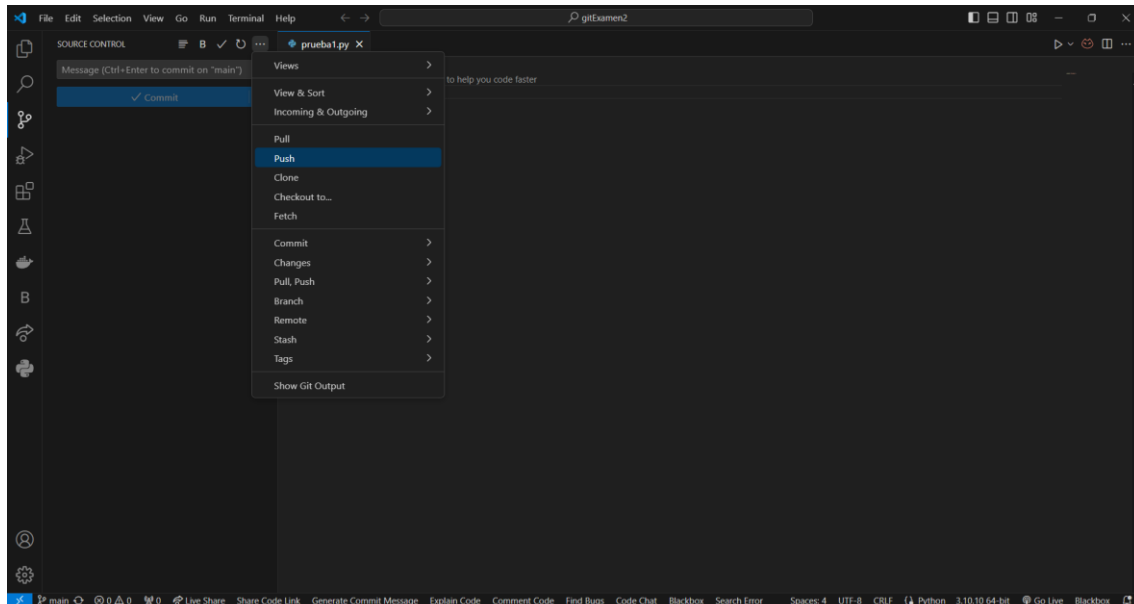 File Edit Selection View Go Run Terminal Help gitExamen2
SOURCE CONTROL B prueba1.py
Message (Ctrl+Enter to commit on "main")
Commit
Views
to help you code faster
View & Sort
Incoming & Outgoing
Pull
Push
Clone
Checkout to...
Fetch
Commit
Changes
Pull, Push
Branch
Remote
Stash
Tags
Show Git Output
B
main 0 0 0 Live Share Share Code Link Generate Commit Message Explain Code Comment Code Find Bugs Code Chat Blackbox Search Error Spaces: 4 UTF-8 CRLF Python 3.10.10 64-bit Go Live Blackbox